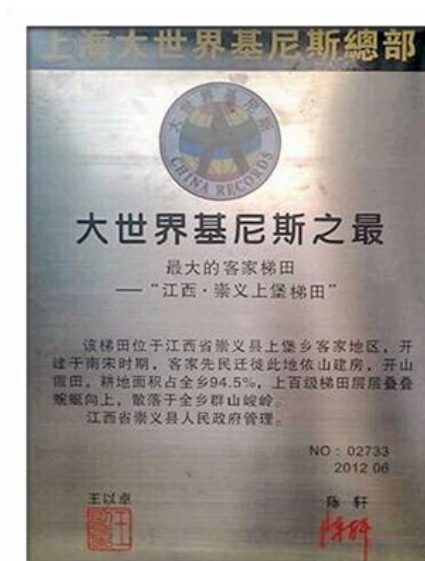 上海大世界基尼斯總部
大世界基尼斯
CHINA RECORDS
大世界基尼斯之最
最大的客家梯田
——“江西·崇义上堡梯田”
该梯田位于江西省崇义县上堡乡客家地区，开
建于南宋时期，客家先民迁徙此地依山建房，开山
凿田，耕地面积占全乡94.5%，上百级梯田层层叠叠
蜿蜒向上，散落于全乡群山峻岭。
江西省崇义县人民政府管理。
NO：02733
2012 06
王以卓
陈轩